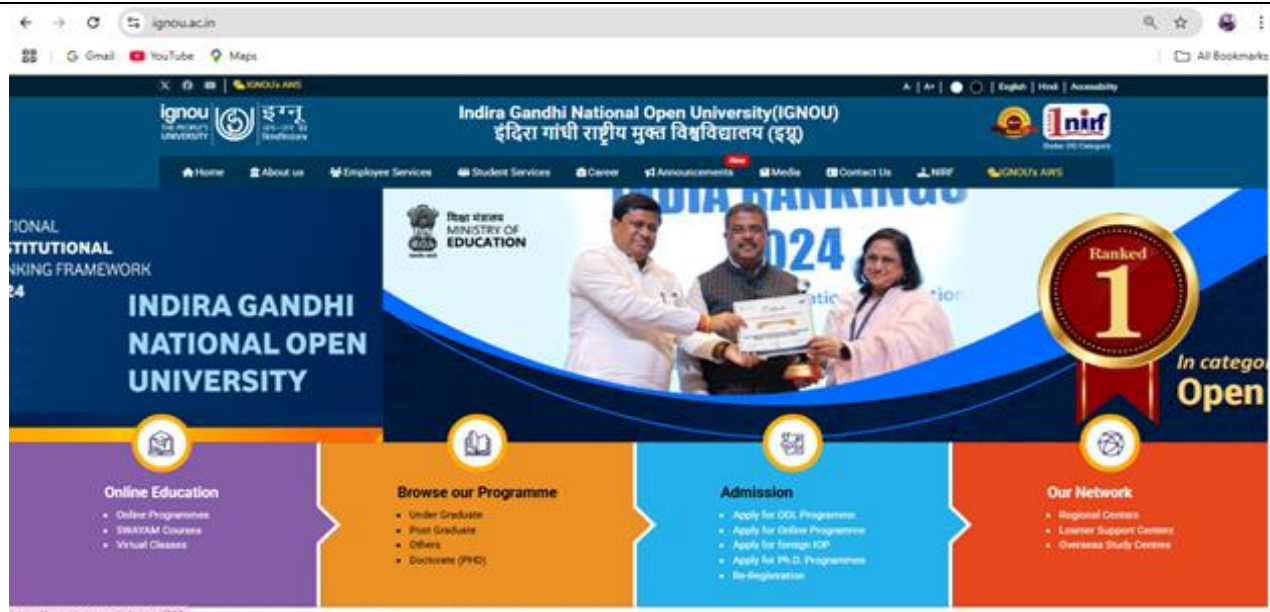 ignou.ac.in
Gmail YouTube Maps
All Bookmarks
IGNOU's AWS
A- | A+ | English | Hindi | Accessibility
ignou
THE PEOPLE'S
UNIVERSITY
इग्नू
Indira Gandhi National Open University(IGNOU)
इंदिरा गांधी राष्ट्रीय मुक्त विश्वविद्यालय (इग्नू)
nirf
New
Home About us Employee Services Student Services Career Announcements Media Contact Us NIRF IGNOU's AWS
TIONAL
STITUTIONAL
NKING FRAMEWORK
24
INDIRA GANDHI
NATIONAL OPEN
UNIVERSITY
शिक्षा मंत्रालय
MINISTRY OF
EDUCATION
INDIA RANKINGS
2024
Ranked
1
In catego
Open
Online Education
Online Programmes
SWAYAM Courses
Virtual Classes
Browse our Programme
Under Graduate
Post Graduate
Others
Doctorate (PHD)
Admission
Apply for ODL Programme
Apply for Online Programme
Apply for foreign IOP
Apply for Ph.D. Programmes
Re-Registration
Our Network
Regional Centers
Learner Support Centers
Overseas Study Centres